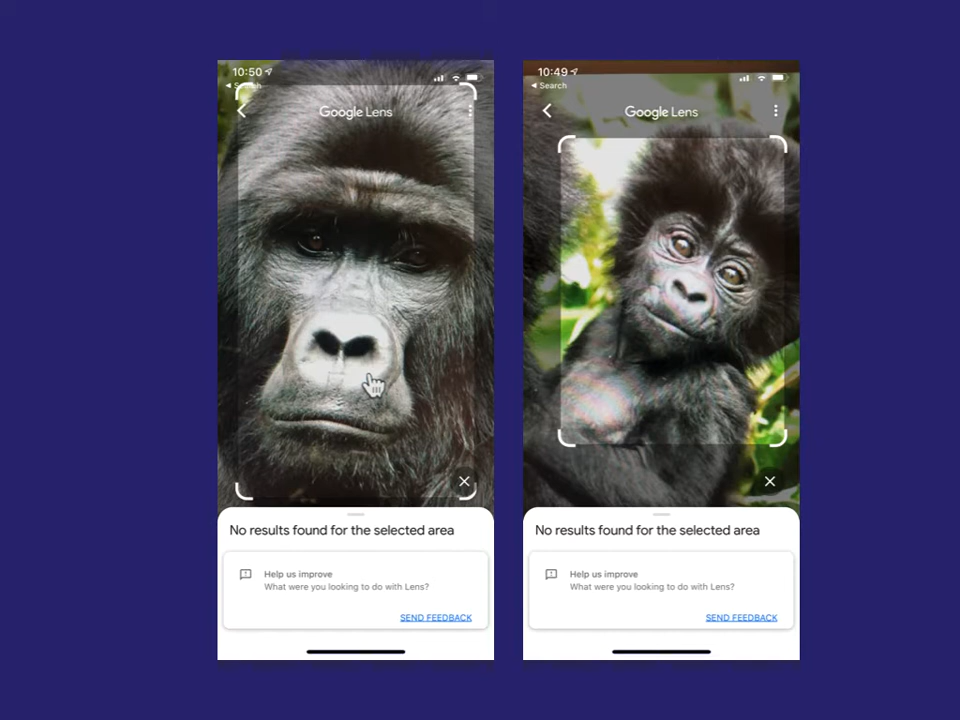 10:50
Search
Google Lens
No results found for the selected area
Help us improve
What were you looking to do with Lens?
SEND FEEDBACK
10:49
Search
Google Lens
No results found for the selected area
Help us improve
What were you looking to do with Lens?
SEND FEEDBACK